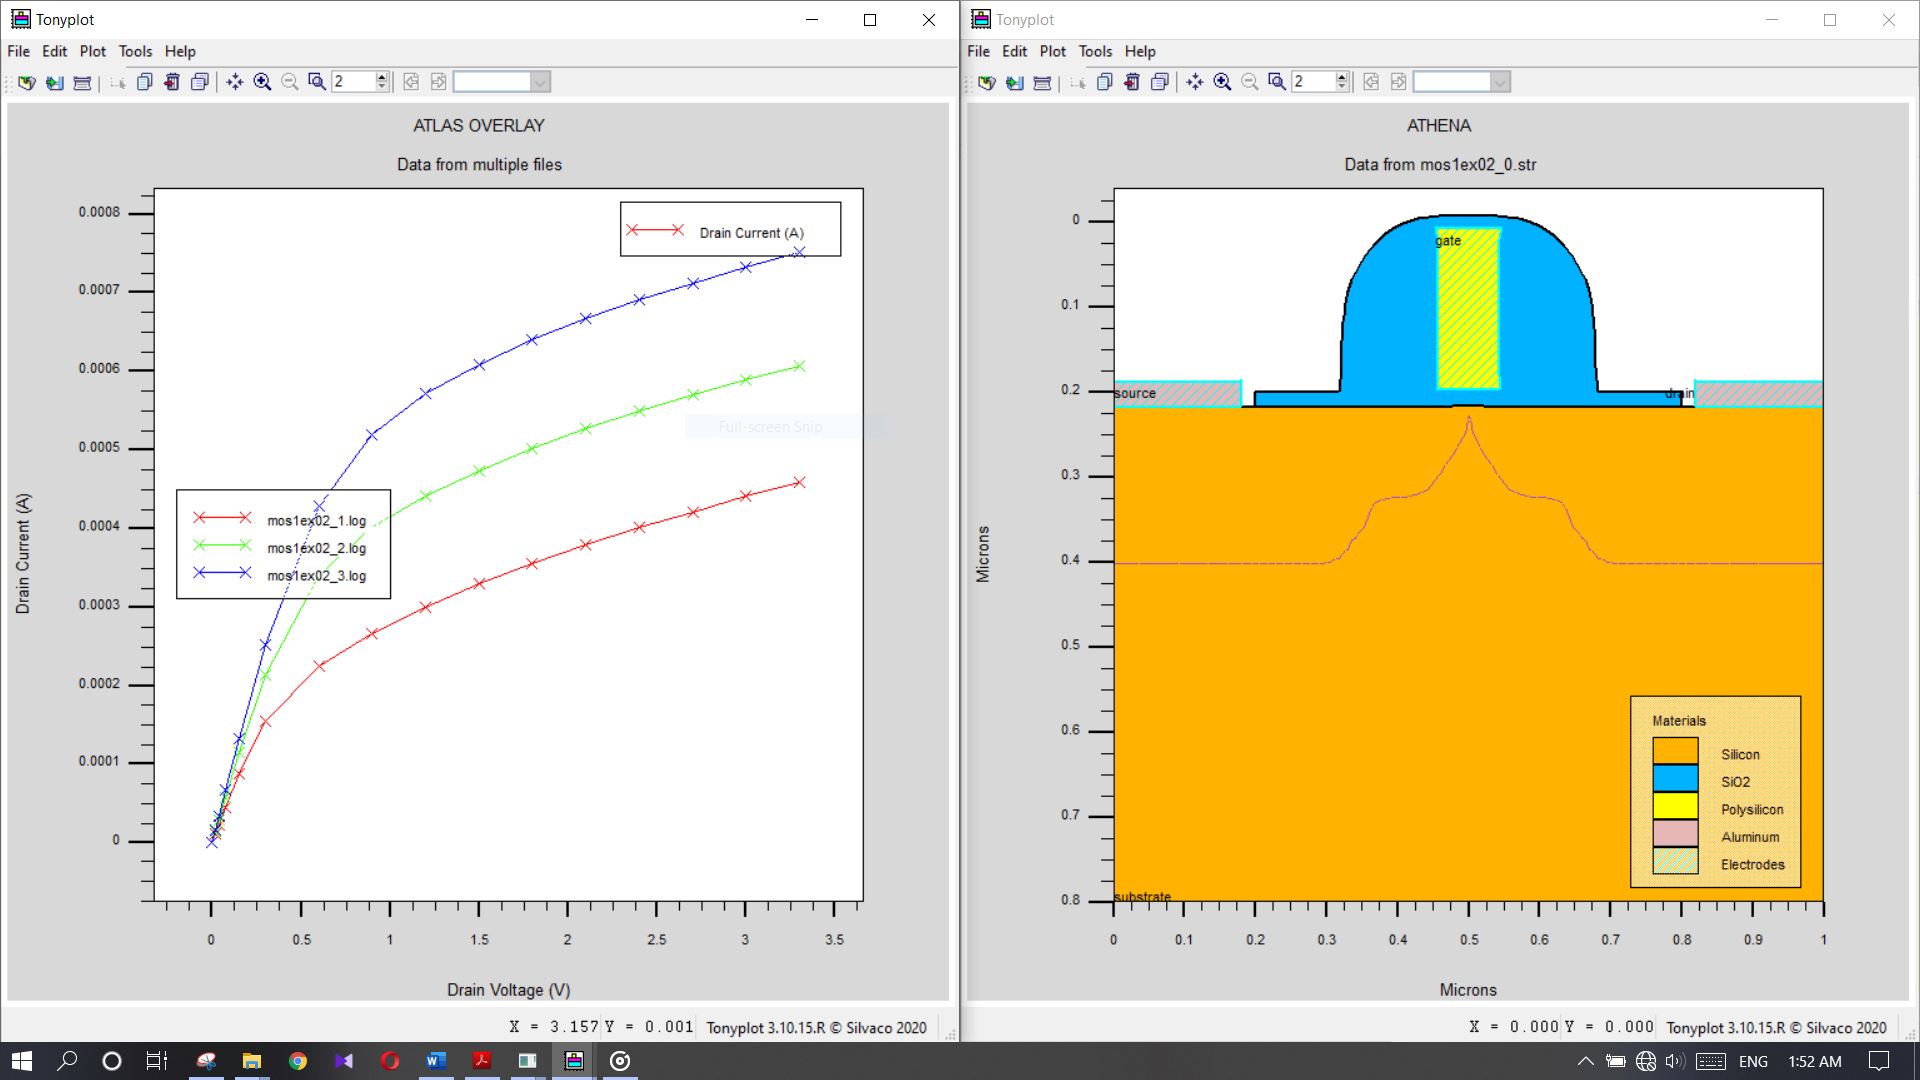 Tonyplot
File Edit Plot Tools Help
2
ATLAS OVERLAY
Data from multiple files
Drain Current (A)
0.0008
0.0007
0.0006
0.0005
0.0004
0.0003
0.0002
0.0001
0
Drain Current (A)
Full-screen Snip
mos1ex02_1.log
mos1ex02_2.log
mos1ex02_3.log
0 0.5 1 1.5 2 2.5 3 3.5
Drain Voltage (V)
X = 3.157 Y = 0.001 Tonyplot 3.10.15.R © Silvaco 2020
Tonyplot
File Edit Plot Tools Help
2
ATHENA
Data from mos1ex02_0.str
Microns
0
0.1
0.2
0.3
0.4
0.5
0.6
0.7
0.8
gate
source
drain
substrate
Materials
Silicon
SiO2
Polysilicon
Aluminum
Electrodes
0 0.1 0.2 0.3 0.4 0.5 0.6 0.7 0.8 0.9 1
Microns
X = 0.000 Y = 0.000 Tonyplot 3.10.15.R © Silvaco 2020
ENG 1:52 AM